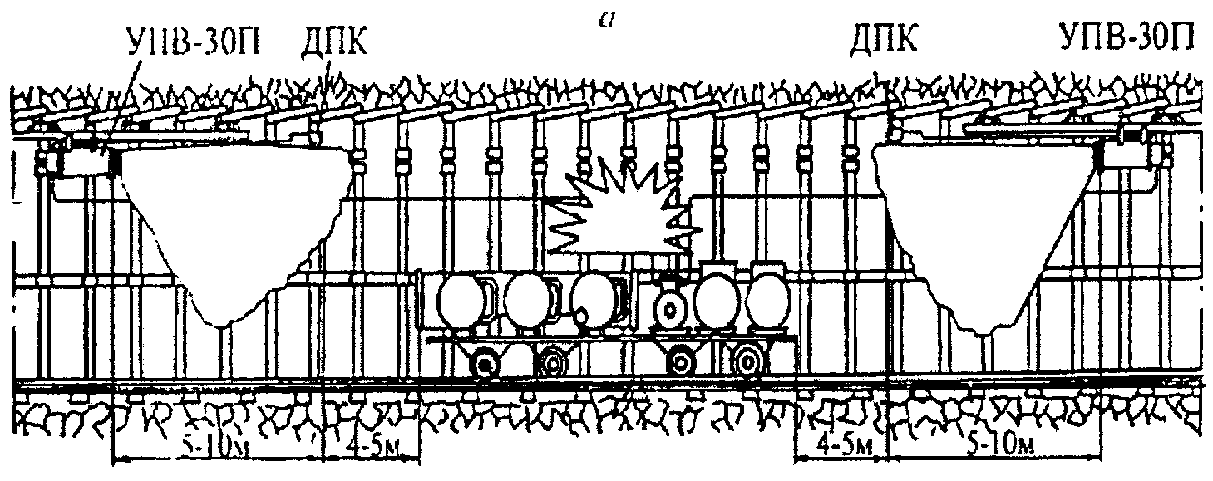 а
УПВ-30П ДПК ДПК УПВ-30П
5-10м 4-5м 4-5м 5-10м